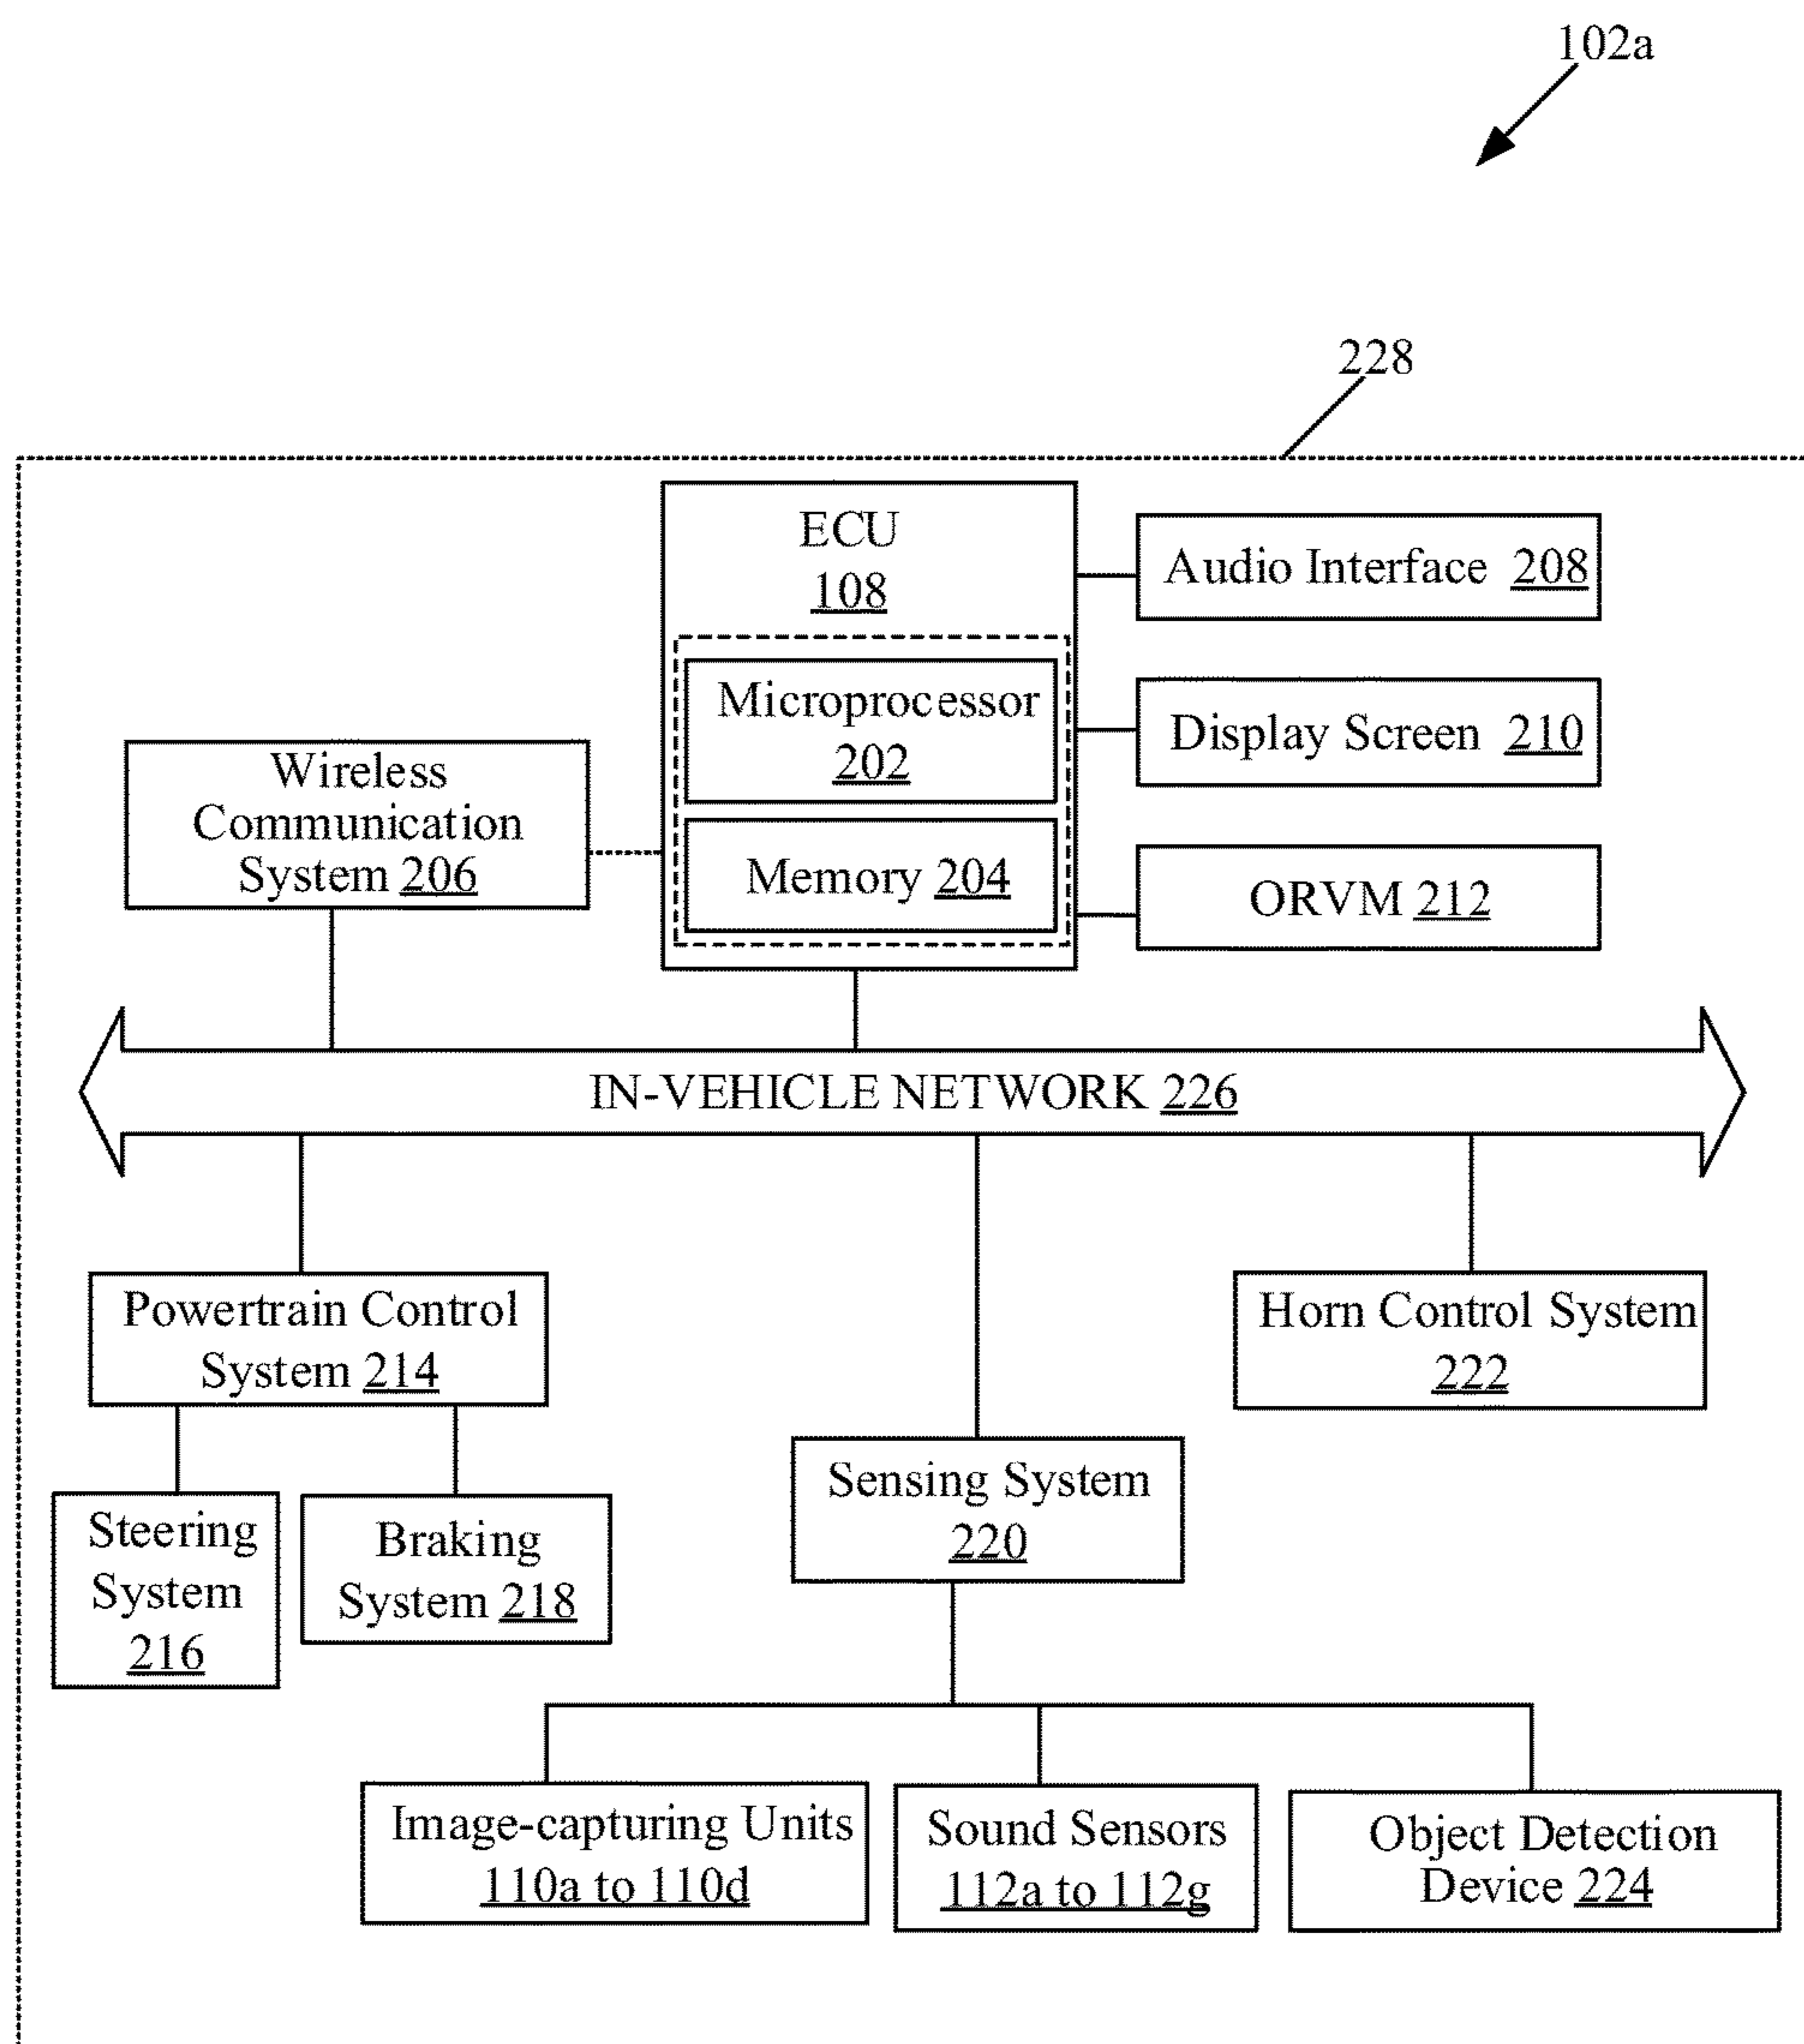 102a
228
ECU
108
Audio Interface 208
Microprocessor
202
Display Screen 210
Wireless
Communication
System 206
Memory 204
ORVM 212
IN-VEHICLE NETWORK 226
Powertrain Control
System 214
Horn Control System
222
Sensing System
220
Steering
System
216
Braking
System 218
Image-capturing Units
110a to 110d
Sound Sensors
112a to 112g
Object Detection
Device 224